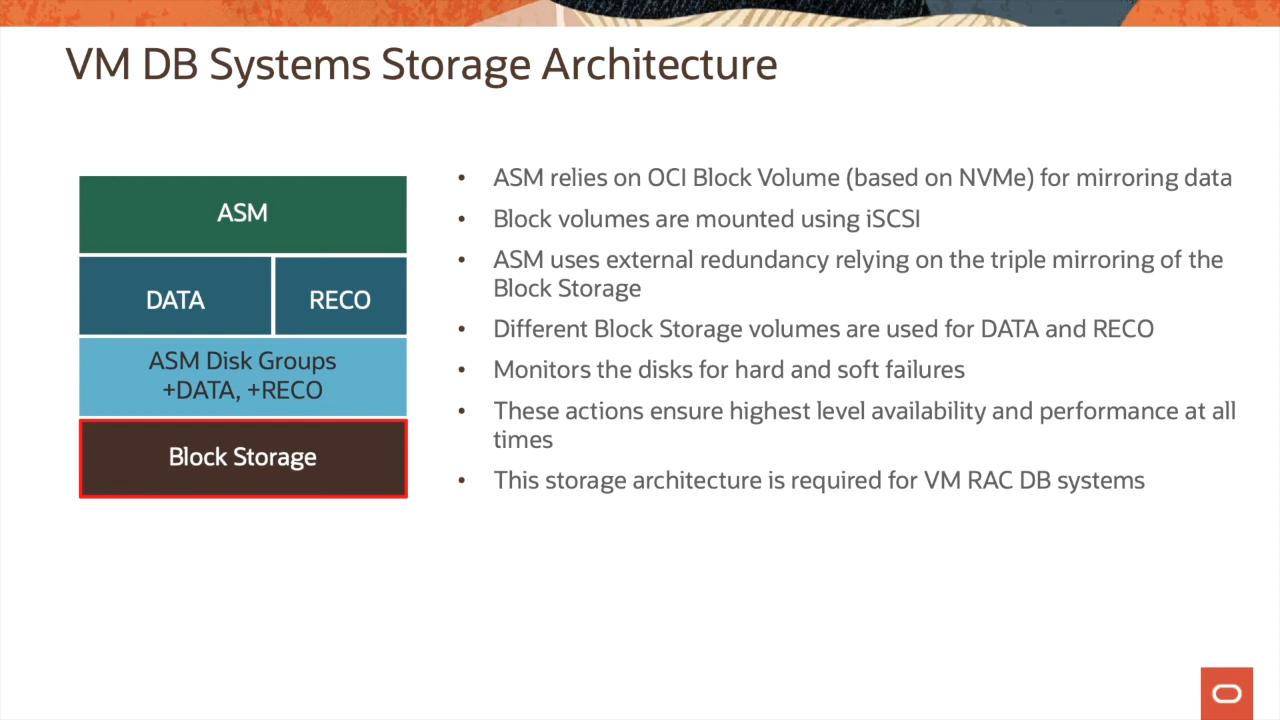 VM DB Systems Storage Architecture
ASM
DATA
RECO
ASM Disk Groups
+DATA, +RECO
Block Storage
• ASM relies on OCI Block Volume (based on NVMe) for mirroring data
• Block volumes are mounted using iSCSI
• ASM uses external redundancy relying on the triple mirroring of the
Block Storage
• Different Block Storage volumes are used for DATA and RECO
• Monitors the disks for hard and soft failures
• These actions ensure highest level availability and performance at all
times
• This storage architecture is required for VM RAC DB systems